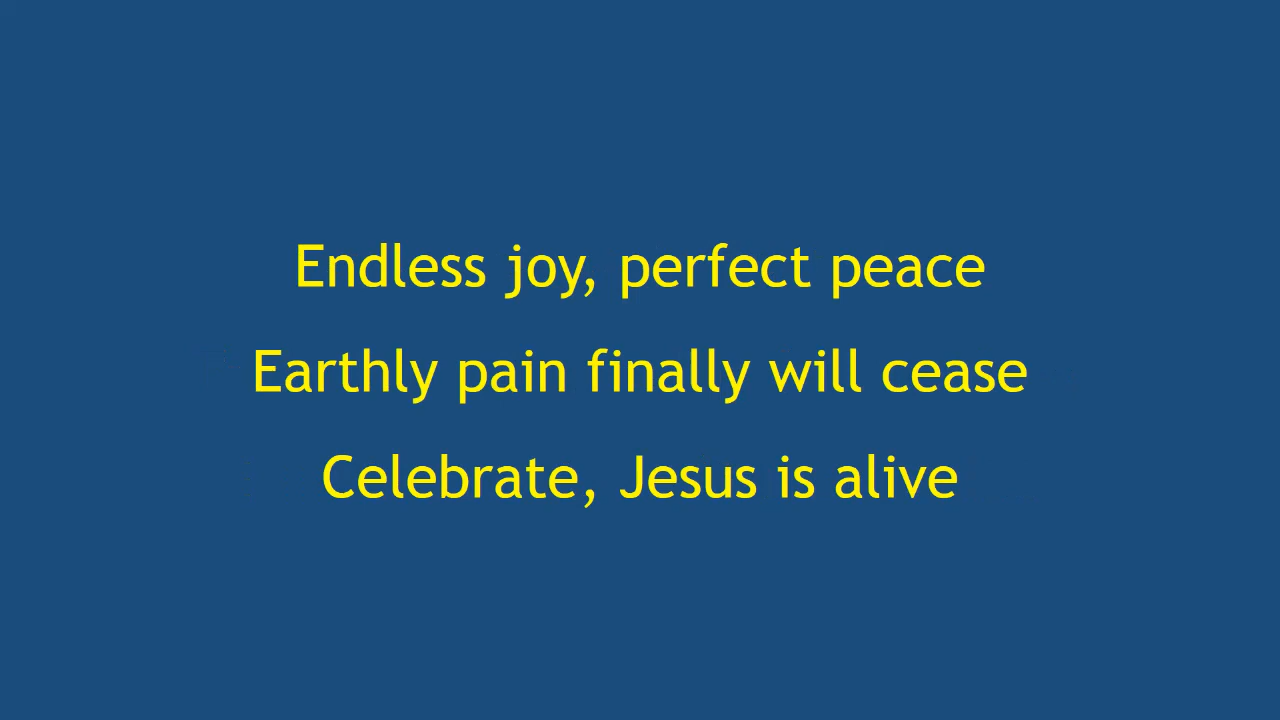 Endless joy, perfect peace
Earthly pain finally will cease
Celebrate, Jesus is alive